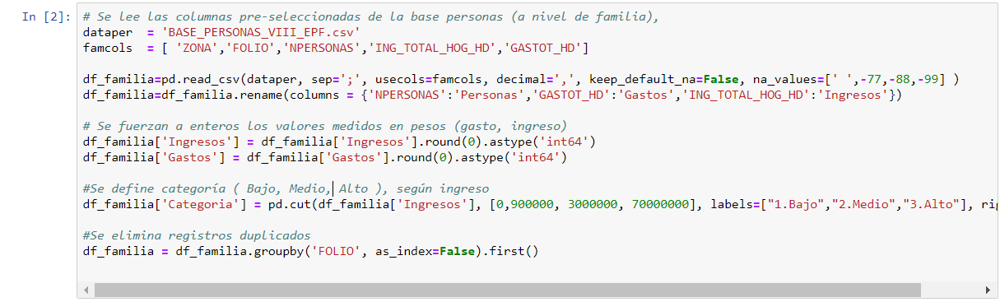 In [2]: # Se lee las columnas pre-seleccionadas de la base personas (a nivel de familia),
dataper  = 'BASE_PERSONAS_VIII_EPF.csv'
famcols  = [ 'ZONA','FOLIO','NPERSONAS','ING_TOTAL_HOG_HD','GASTOT_HD']
df_familia=pd.read_csv(dataper, sep=';', usecols=famcols, decimal=',', keep_default_na=False, na_values=[' ',-77,-88,-99] )
df_familia=df_familia.rename(columns = {'NPERSONAS':'Personas','GASTOT_HD':'Gastos','ING_TOTAL_HOG_HD':'Ingresos'})
# Se fuerzan a enteros los valores medidos en pesos (gasto, ingreso)
df_familia['Ingresos'] = df_familia['Ingresos'].round(0).astype('int64')
df_familia['Gastos'] = df_familia['Gastos'].round(0).astype('int64')
#Se define categoría ( Bajo, Medio, Alto ), según ingreso
df_familia['Categoria'] = pd.cut(df_familia['Ingresos'], [0,900000, 3000000, 70000000], labels=["1.Bajo","2.Medio","3.Alto"], rig
#Se elimina registros duplicados
df_familia = df_familia.groupby('FOLIO', as_index=False).first()